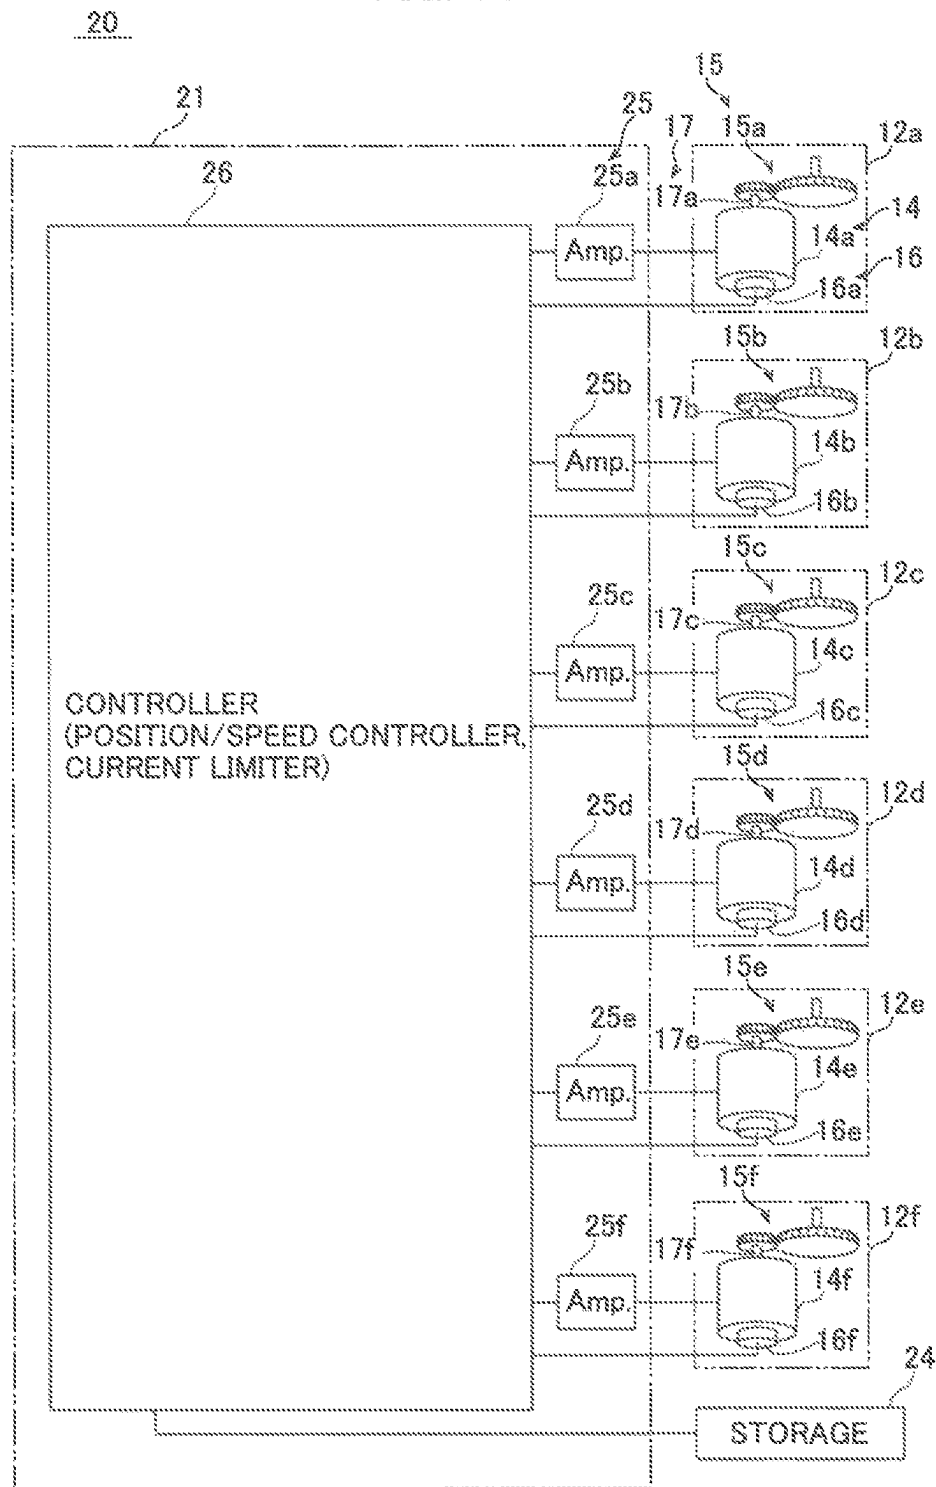 20
21
15
25
17
15a
12a
26
25a
17a
Amp.
14a
14
16a
16
15b
12b
25b
17b
Amp.
14b
16b
15c
12c
25c
17c
Amp.
14c
16c
CONTROLLER
(POSITION/SPEED CONTROLLER,
CURRENT LIMITER)
15d
12d
25d
17d
Amp.
14d
16d
15e
12e
25e
17e
Amp.
14e
16e
15f
12f
25f
17f
Amp.
14f
16f
24
STORAGE